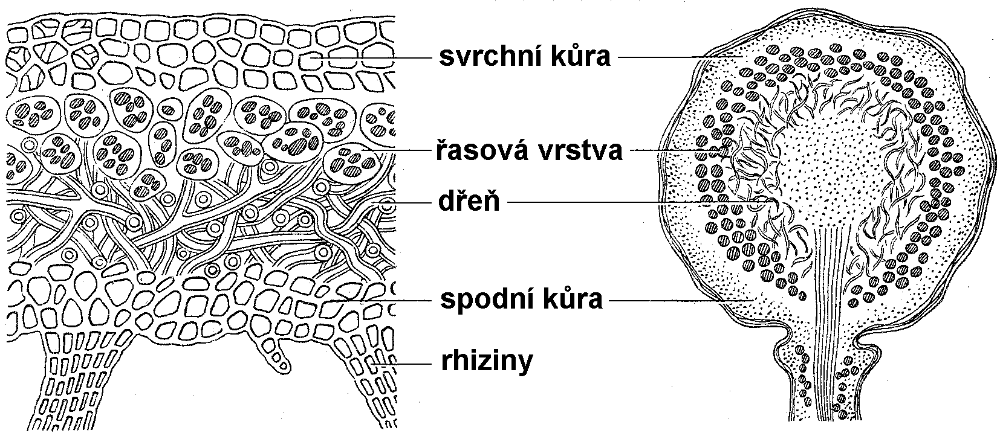 svrchní kůra
řasová vrstva
dřeň
spodní kůra
rhiziny